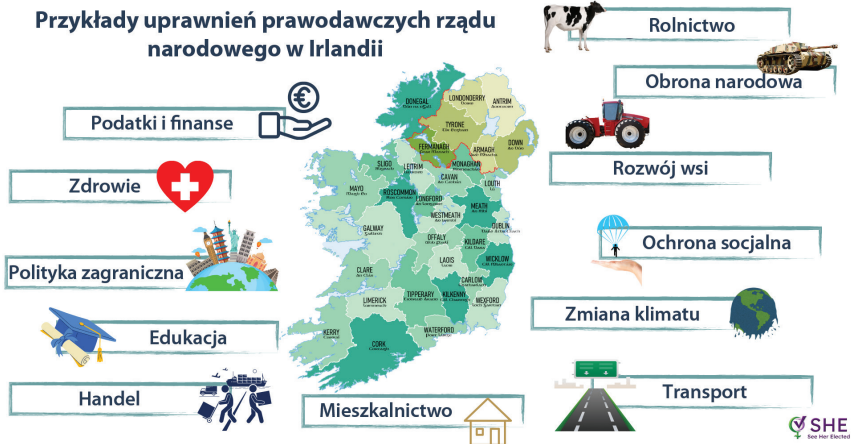 Przykłady uprawnień prawodawczych rządu
narodowego w Irlandii
Rolnictwo
Obrona narodowa
Podatki i finanse
Rozwój wsi
Zdrowie
Ochrona socjalna
Polityka zagraniczna
Zmiana klimatu
Edukacja
Handel
Transport
Mieszkalnictwo
DONEGAL
LONDONDERRY
ANTRIM
TYRONE
FERMANAGH
ARMAGH
DOWN
MONAGHAN
SLIGO
LEITRIM
CAVAN
LOUTH
MAYO
ROSCOMMON
LONGFORD
MEATH
WESTMEATH
DUBLIN
GALWAY
OFFALY
KILDARE
LAOIS
WICKLOW
CLARE
CARLOW
TIPPERARY
KILKENNY
LIMERICK
WEXFORD
WATERFORD
KERRY
CORK
SHE
See Her Elected